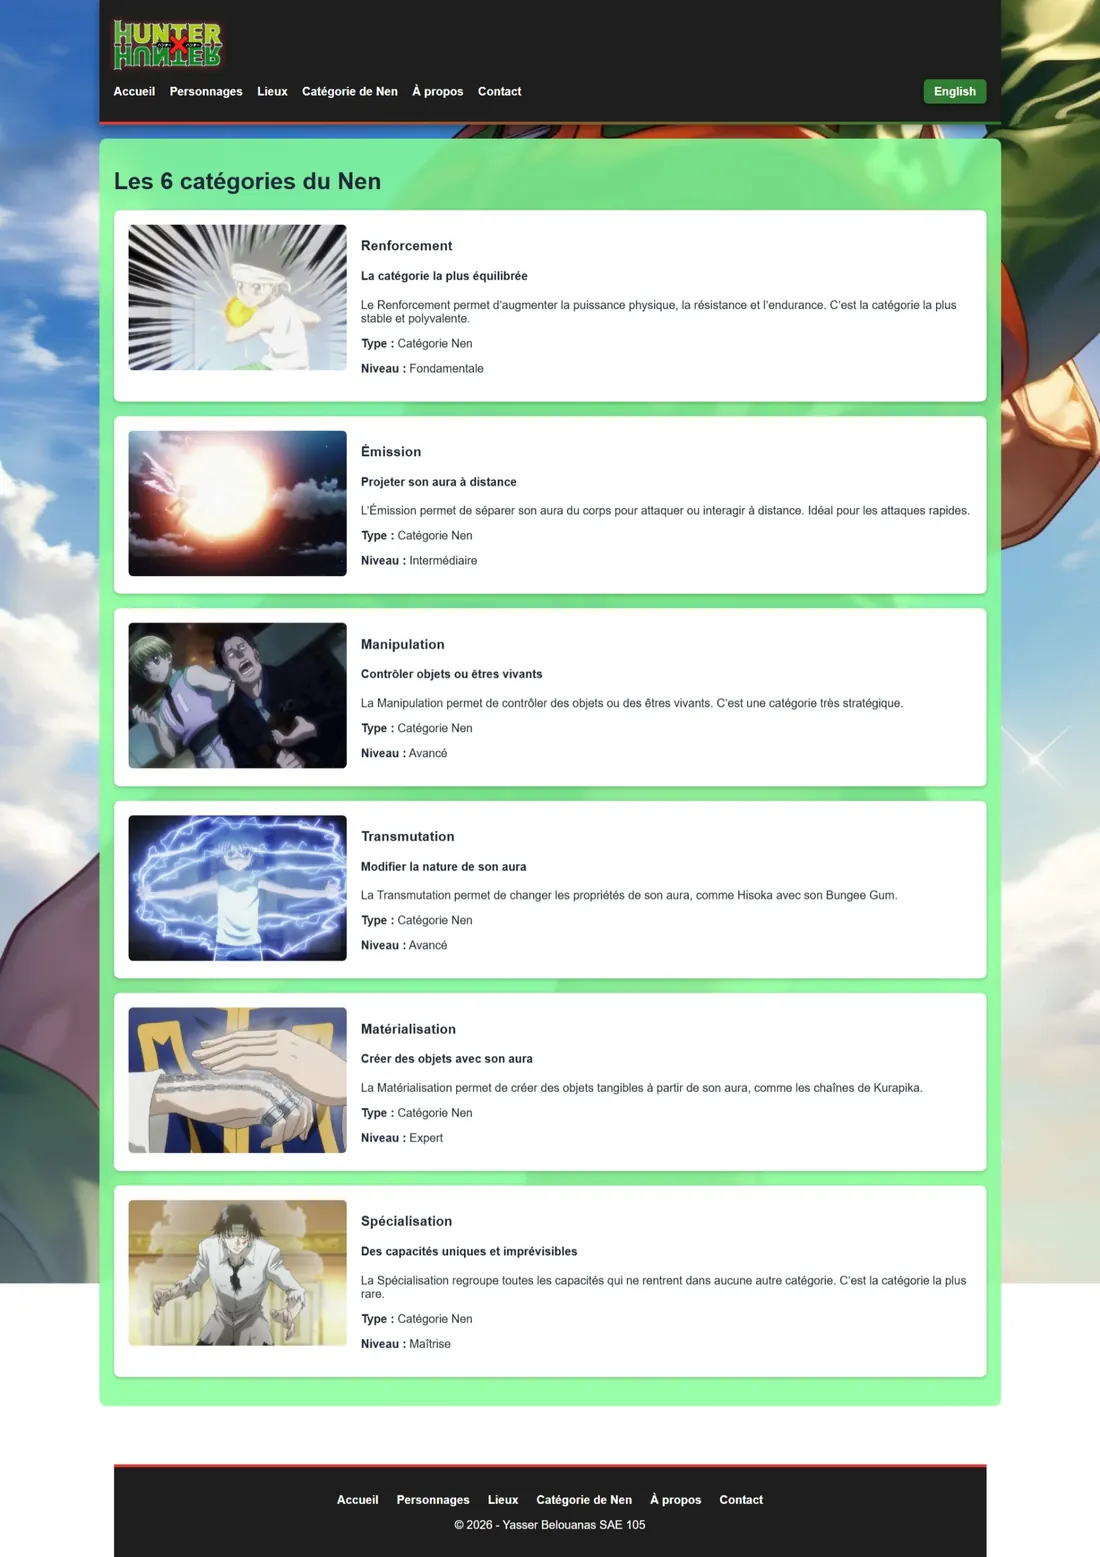 HUNTER
HUNTER
Accueil Personnages Lieux Catégorie de Nen À propos Contact English
Les 6 catégories du Nen
Renforcement
La catégorie la plus équilibrée
Le Renforcement permet d'augmenter la puissance physique, la résistance et l'endurance. C'est la catégorie la plus
stable et polyvalente.
Type : Catégorie Nen
Niveau : Fondamentale
Émission
Projeter son aura à distance
L'Émission permet de séparer son aura du corps pour attaquer ou interagir à distance. Idéal pour les attaques rapides.
Type : Catégorie Nen
Niveau : Intermédiaire
Manipulation
Contrôler objets ou êtres vivants
La Manipulation permet de contrôler des objets ou des êtres vivants. C'est une catégorie très stratégique.
Type : Catégorie Nen
Niveau : Avancé
Transmutation
Modifier la nature de son aura
La Transmutation permet de changer les propriétés de son aura, comme Hisoka avec son Bungee Gum.
Type : Catégorie Nen
Niveau : Avancé
Matérialisation
Créer des objets avec son aura
La Matérialisation permet de créer des objets tangibles à partir de son aura, comme les chaînes de Kurapika.
Type : Catégorie Nen
Niveau : Expert
Spécialisation
Des capacités uniques et imprévisibles
La Spécialisation regroupe toutes les capacités qui ne rentrent dans aucune autre catégorie. C'est la catégorie la plus
rare.
Type : Catégorie Nen
Niveau : Maîtrise
Accueil Personnages Lieux Catégorie de Nen À propos Contact
© 2026 - Yasser Belouanas SAE 105